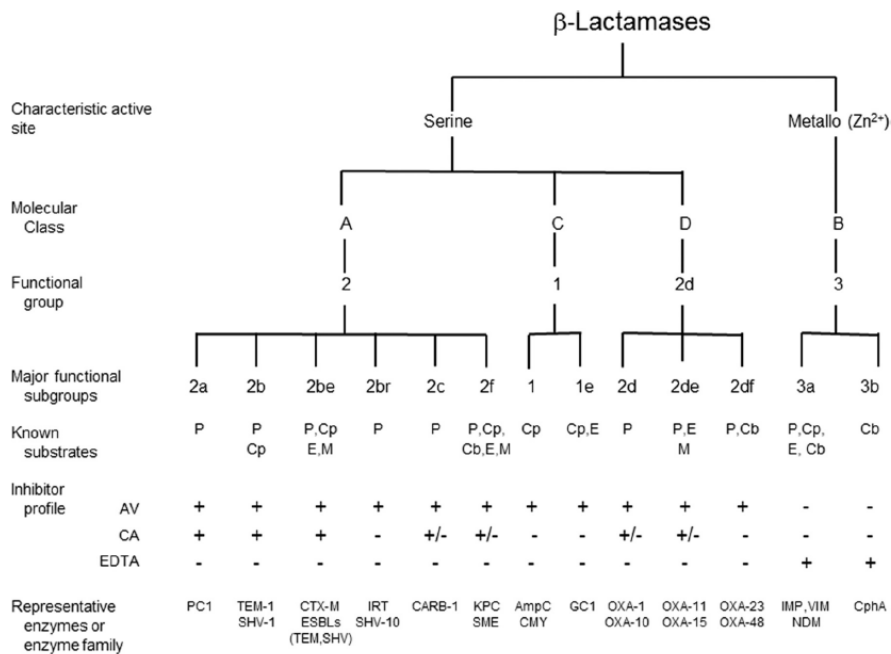 β-Lactamases
Characteristic active
site
Serine Metallo (Zn²⁺)
Molecular
Class
A C D B
Functional
group
2 1 2d 3
Major functional
subgroups
2a 2b 2be 2br 2c 2f 1 1e 2d 2de 2df 3a 3b
Known
substrates
P P P,Cp P P P,Cp, Cp Cp,E P P,E P,Cb P,Cp, Cb
Cp E,M Cb,E,M M E, Cb
Inhibitor
profile
AV + + + + + + + + + + + - -
CA + + + - +/- +/- - - +/- +/- - - -
EDTA - - - - - - - - - - - + +
Representative
enzymes or
enzyme family
PC1 TEM-1 CTX-M IRT CARB-1 KPC AmpC GC1 OXA-1 OXA-11 OXA-23 IMP,VIM CphA
SHV-1 ESBLs SHV-10 SME CMY OXA-10 OXA-15 OXA-48 NDM
(TEM,SHV)